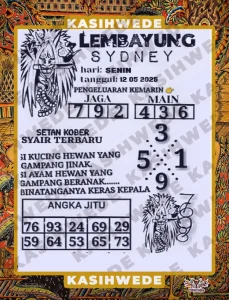 KASIHWEDE
LEMBAYUNG
SYDNEY
hari: SENIN
tanggal: 12 05 2025
PENGELUARAN KEMARIN
JAGA MAIN
7 9 2 4 3 6
SETAN KOBER
SYAIR TERBARU
SI KUCING HEWAN YANG
GAMPANG JINAK.
SI AYAM HEWAN YANG
GAMPANG BERANAK......
BINATANGANYA KERAS KEPALA
3
5 1
9
ANGKA JITU
76 93 24 69 29
59 64 53 65 73
KASIHWEDE